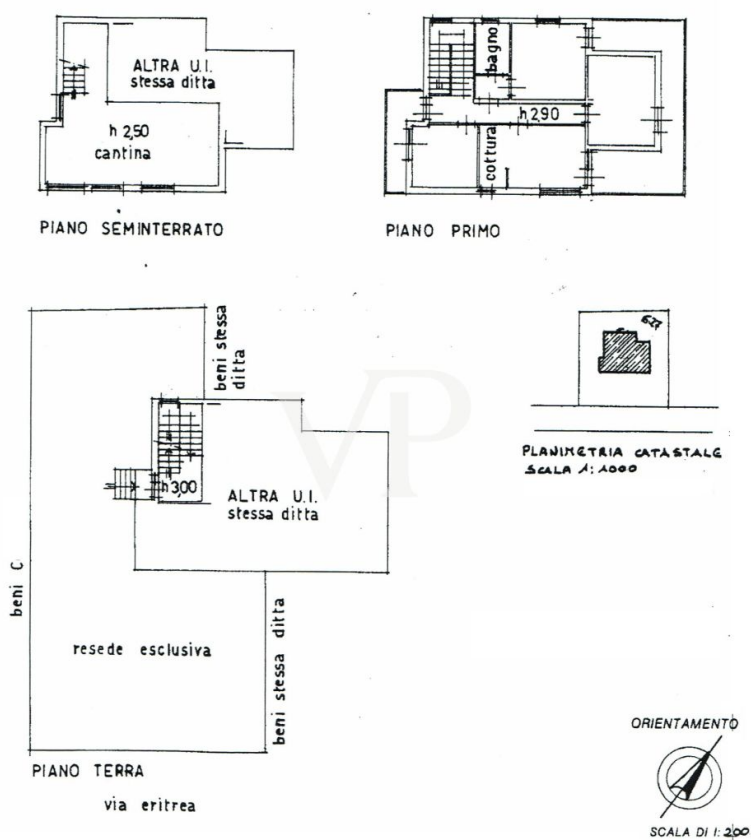 ALTRA U.I.
stessa ditta
h 2,50
cantina
PIANO SEMINTERRATO
bagno
h 2,90
cottura
PIANO PRIMO
beni stessa
ditta
h 3,00
ALTRA U.I.
stessa ditta
beni C
resede esclusiva
beni stessa ditta
PIANO TERRA
via eritrea
627
PLANIMETRIA CATASTALE
SCALA 1:1000
VP
ORIENTAMENTO
SCALA DI 1:200